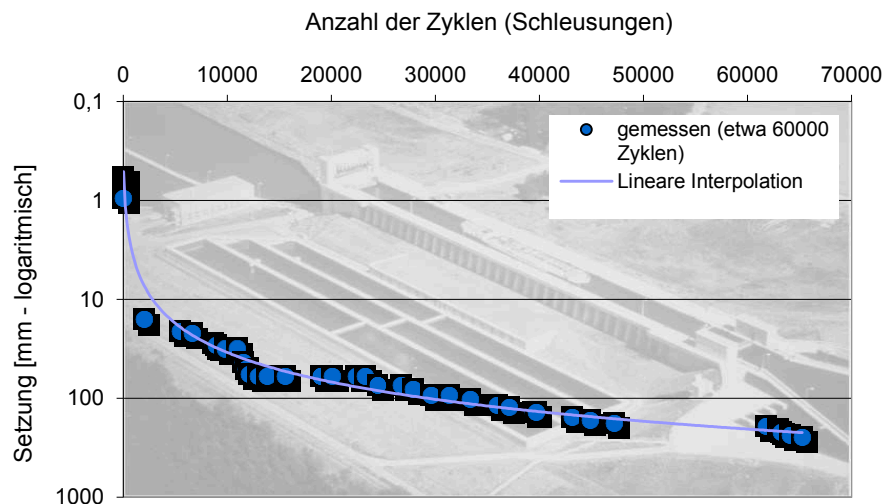 Anzahl der Zyklen (Schleusungen)
0 10000 20000 30000 40000 50000 60000 70000
0,1
1
10
100
1000
Setzung [mm - logaritmisch]
gemessen (etwa 60000
Zyklen)
Lineare Interpolation